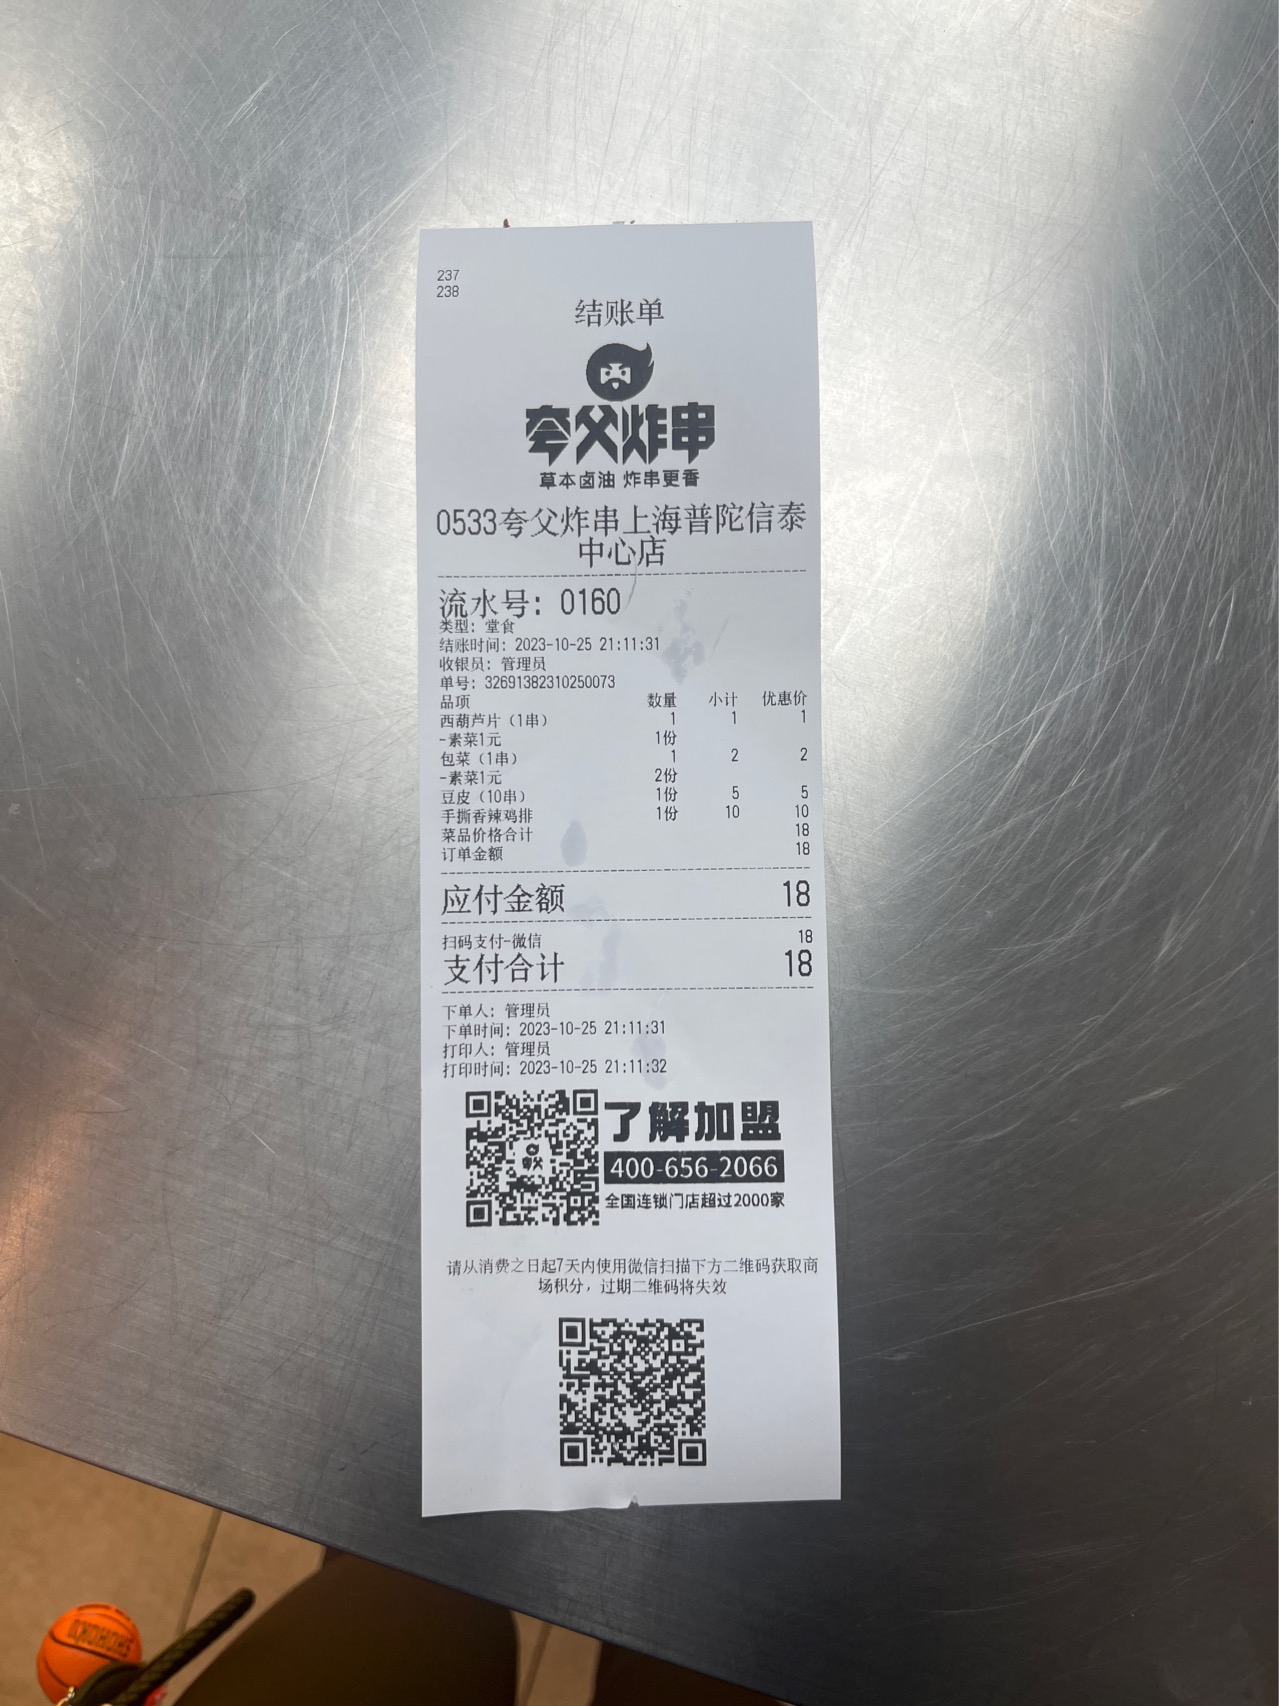 237
238
结账单
夸父炸串
草本卤油 炸串更香
0533夸父炸串上海普陀信泰
中心店
流水号: 0160
类型: 堂食
结账时间: 2023-10-25 21:11:31
收银员: 管理员
单号: 32691382310250073
品项 数量 小计 优惠价
西葫芦片（1串） 1 1 1
-素菜1元 1份
包菜（1串） 1 2 2
-素菜1元 2份
豆皮（10串） 1份 5 5
手撕香辣鸡排 1份 10 10
菜品价格合计 18
订单金额 18
应付金额 18
扫码支付-微信 18
支付合计 18
下单人: 管理员
下单时间: 2023-10-25 21:11:31
打印人: 管理员
打印时间: 2023-10-25 21:11:32
夸父
了解加盟
400-656-2066
全国连锁门店超过2000家
请从消费之日起7天内使用微信扫描下方二维码获取商
场积分，过期二维码将失效